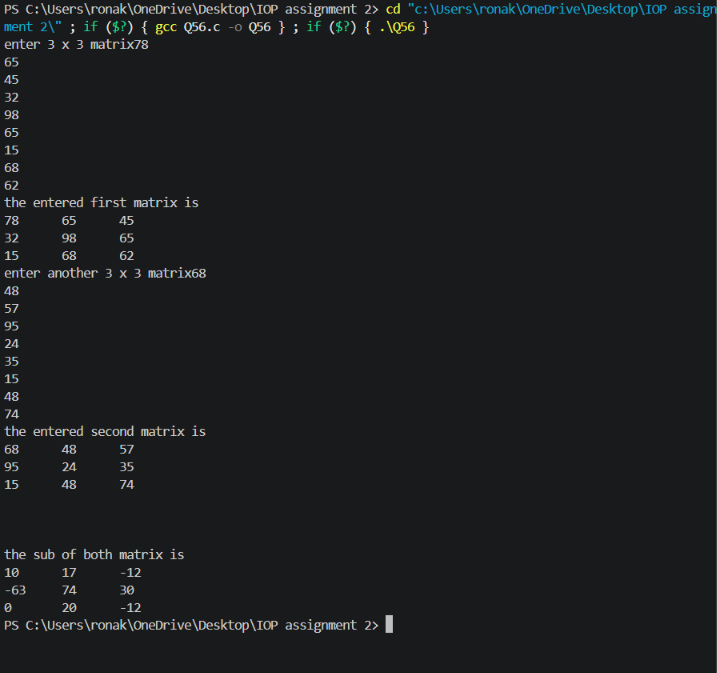 PS C:\Users\ronak\OneDrive\Desktop\IOP assignment 2> cd "c:\Users\ronak\OneDrive\Desktop\IOP assign
ment 2\" ; if ($?) { gcc Q56.c -o Q56 } ; if ($?) { .\Q56 }
enter 3 x 3 matrix78
65
45
32
98
65
15
68
62
the entered first matrix is
78 65 45
32 98 65
15 68 62
enter another 3 x 3 matrix68
48
57
95
24
35
15
48
74
the entered second matrix is
68 48 57
95 24 35
15 48 74
the sub of both matrix is
10 17 -12
-63 74 30
0 20 -12
PS C:\Users\ronak\OneDrive\Desktop\IOP assignment 2>